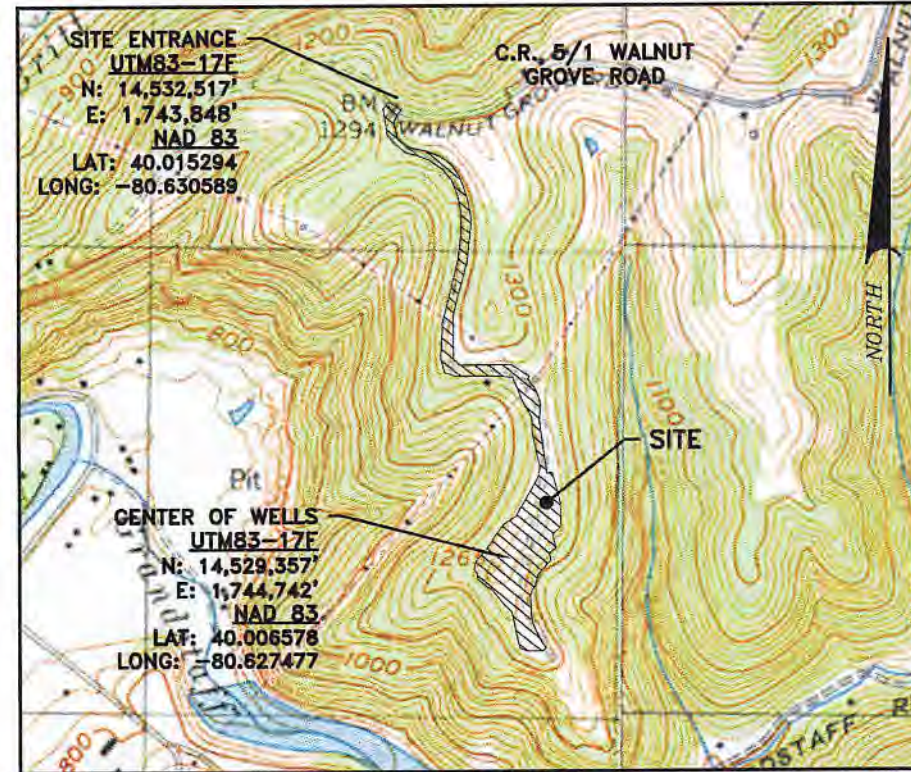 SITE ENTRANCE
UTM83-17F
N: 14,532,517'
E: 1,743,848'
NAD 83
LAT: 40.015294
LONG: -80.630589
C.R. 5/1 WALNUT
GROVE ROAD
1200
1300
900
BM
1294
WALNUT
NORTH
1300
800
1100
SITE
Pit
CENTER OF WELLS
UTM83-17F
N: 14,529,357'
E: 1,744,742'
NAD 83
LAT: 40.006578
LONG: -80.627477
126
1000
800
R